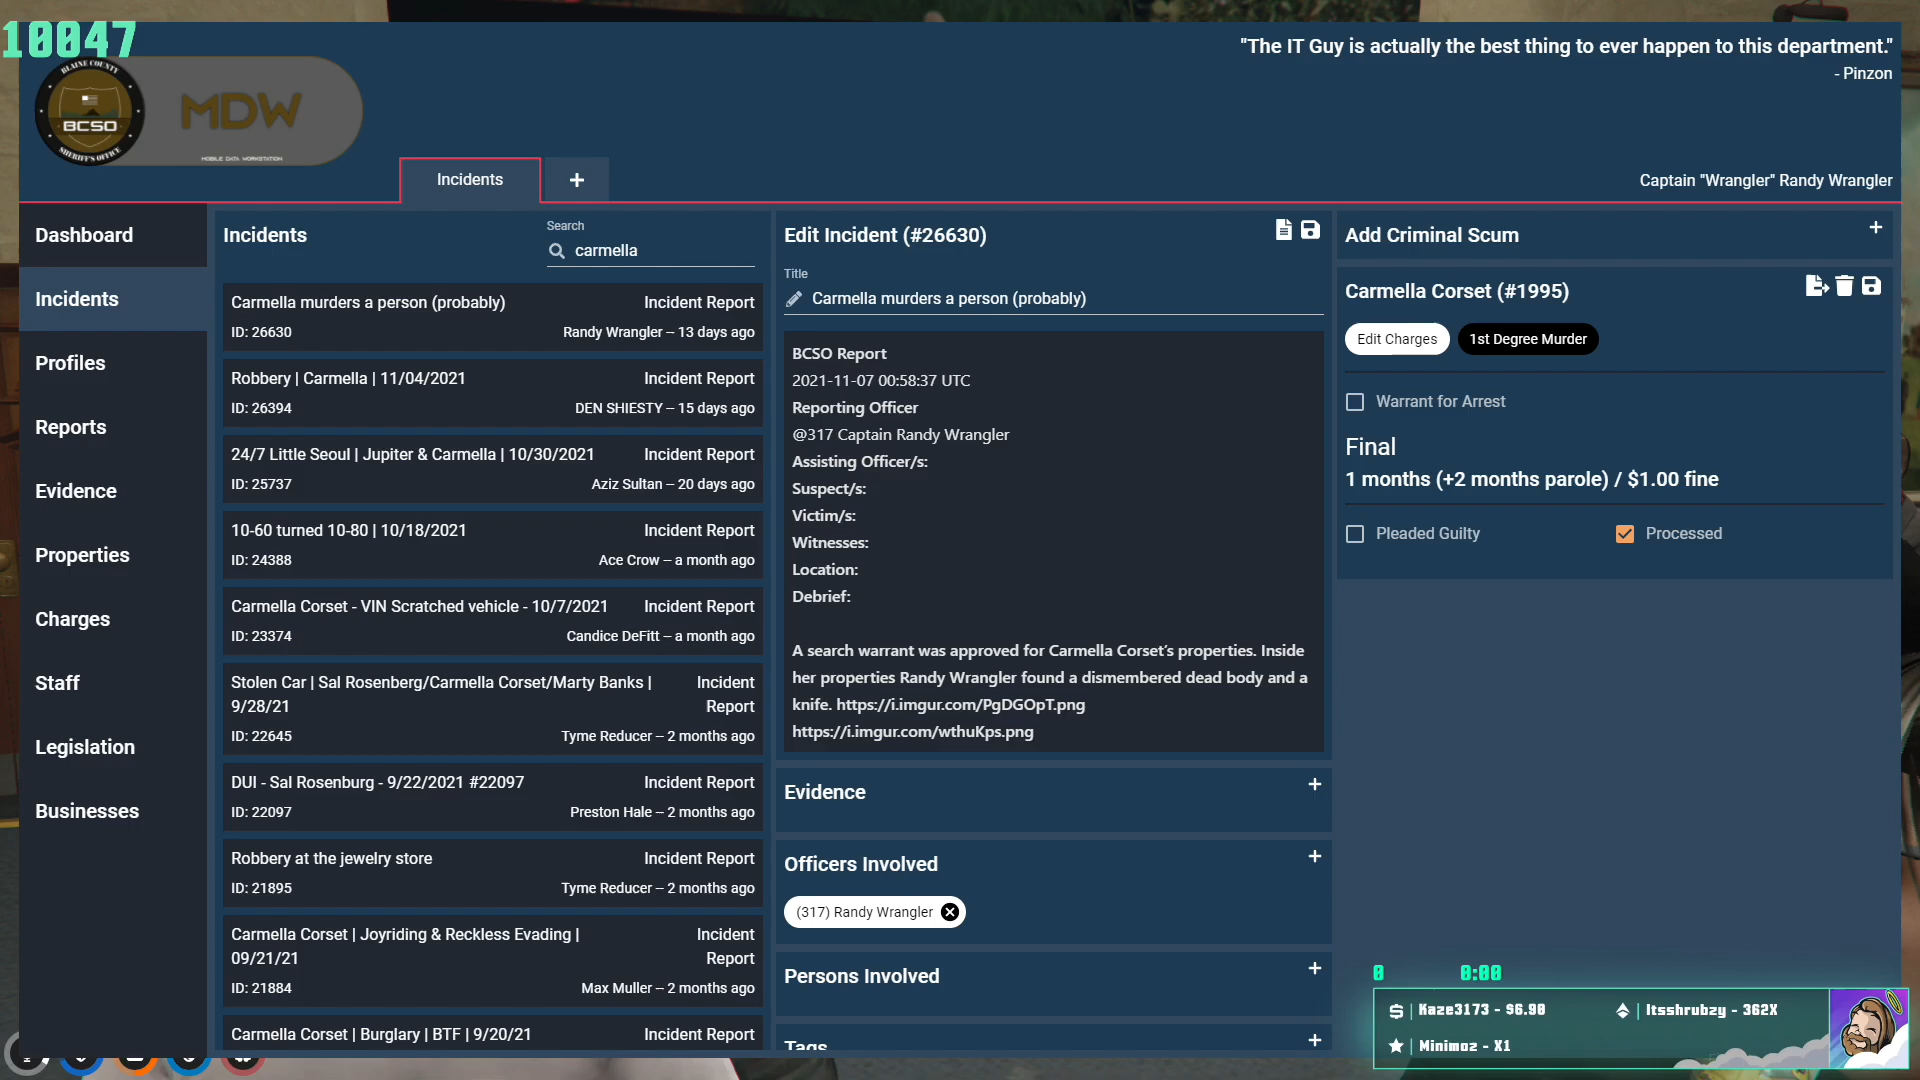 10047
"The IT Guy is actually the best thing to ever happen to this department."
- Pinzon
BLAINE COUNTY
BCSO
SHERIFF'S OFFICE
MDW
MOBILE DATA WORKSTATION
Incidents
+
Captain "Wrangler" Randy Wrangler
Dashboard
Incidents
Profiles
Reports
Evidence
Properties
Charges
Staff
Legislation
Businesses
Incidents
Search
carmella
Carmella murders a person (probably) Incident Report
ID: 26630 Randy Wrangler – 13 days ago
Robbery | Carmella | 11/04/2021 Incident Report
ID: 26394 DEN SHIESTY – 15 days ago
24/7 Little Seoul | Jupiter & Carmella | 10/30/2021 Incident Report
ID: 25737 Aziz Sultan – 20 days ago
10-60 turned 10-80 | 10/18/2021 Incident Report
ID: 24388 Ace Crow – a month ago
Carmella Corset - VIN Scratched vehicle - 10/7/2021 Incident Report
ID: 23374 Candice DeFitt – a month ago
Stolen Car | Sal Rosenberg/Carmella Corset/Marty Banks | Incident
9/28/21 Report
ID: 22645 Tyme Reducer – 2 months ago
DUI - Sal Rosenburg - 9/22/2021 #22097 Incident Report
ID: 22097 Preston Hale – 2 months ago
Robbery at the jewelry store Incident Report
ID: 21895 Tyme Reducer – 2 months ago
Carmella Corset | Joyriding & Reckless Evading | Incident
09/21/21 Report
ID: 21884 Max Muller – 2 months ago
Carmella Corset | Burglary | BTF | 9/20/21 Incident Report
Edit Incident (#26630)
Title
Carmella murders a person (probably)
BCSO Report
2021-11-07 00:58:37 UTC
Reporting Officer
@317 Captain Randy Wrangler
Assisting Officer/s:
Suspect/s:
Victim/s:
Witnesses:
Location:
Debrief:
A search warrant was approved for Carmella Corset's properties. Inside
her properties Randy Wrangler found a dismembered dead body and a
knife. https://i.imgur.com/PgDGOpT.png
https://i.imgur.com/wthuKps.png
Evidence +
Officers Involved +
(317) Randy Wrangler
Persons Involved +
Tags +
Add Criminal Scum +
Carmella Corset (#1995)
Edit Charges 1st Degree Murder
Warrant for Arrest
Final
1 months (+2 months parole) / $1.00 fine
Pleaded Guilty Processed
0 0:00
Kaze3173 - $6.90 Itsshrubzy - 362X
Minimoz - X1